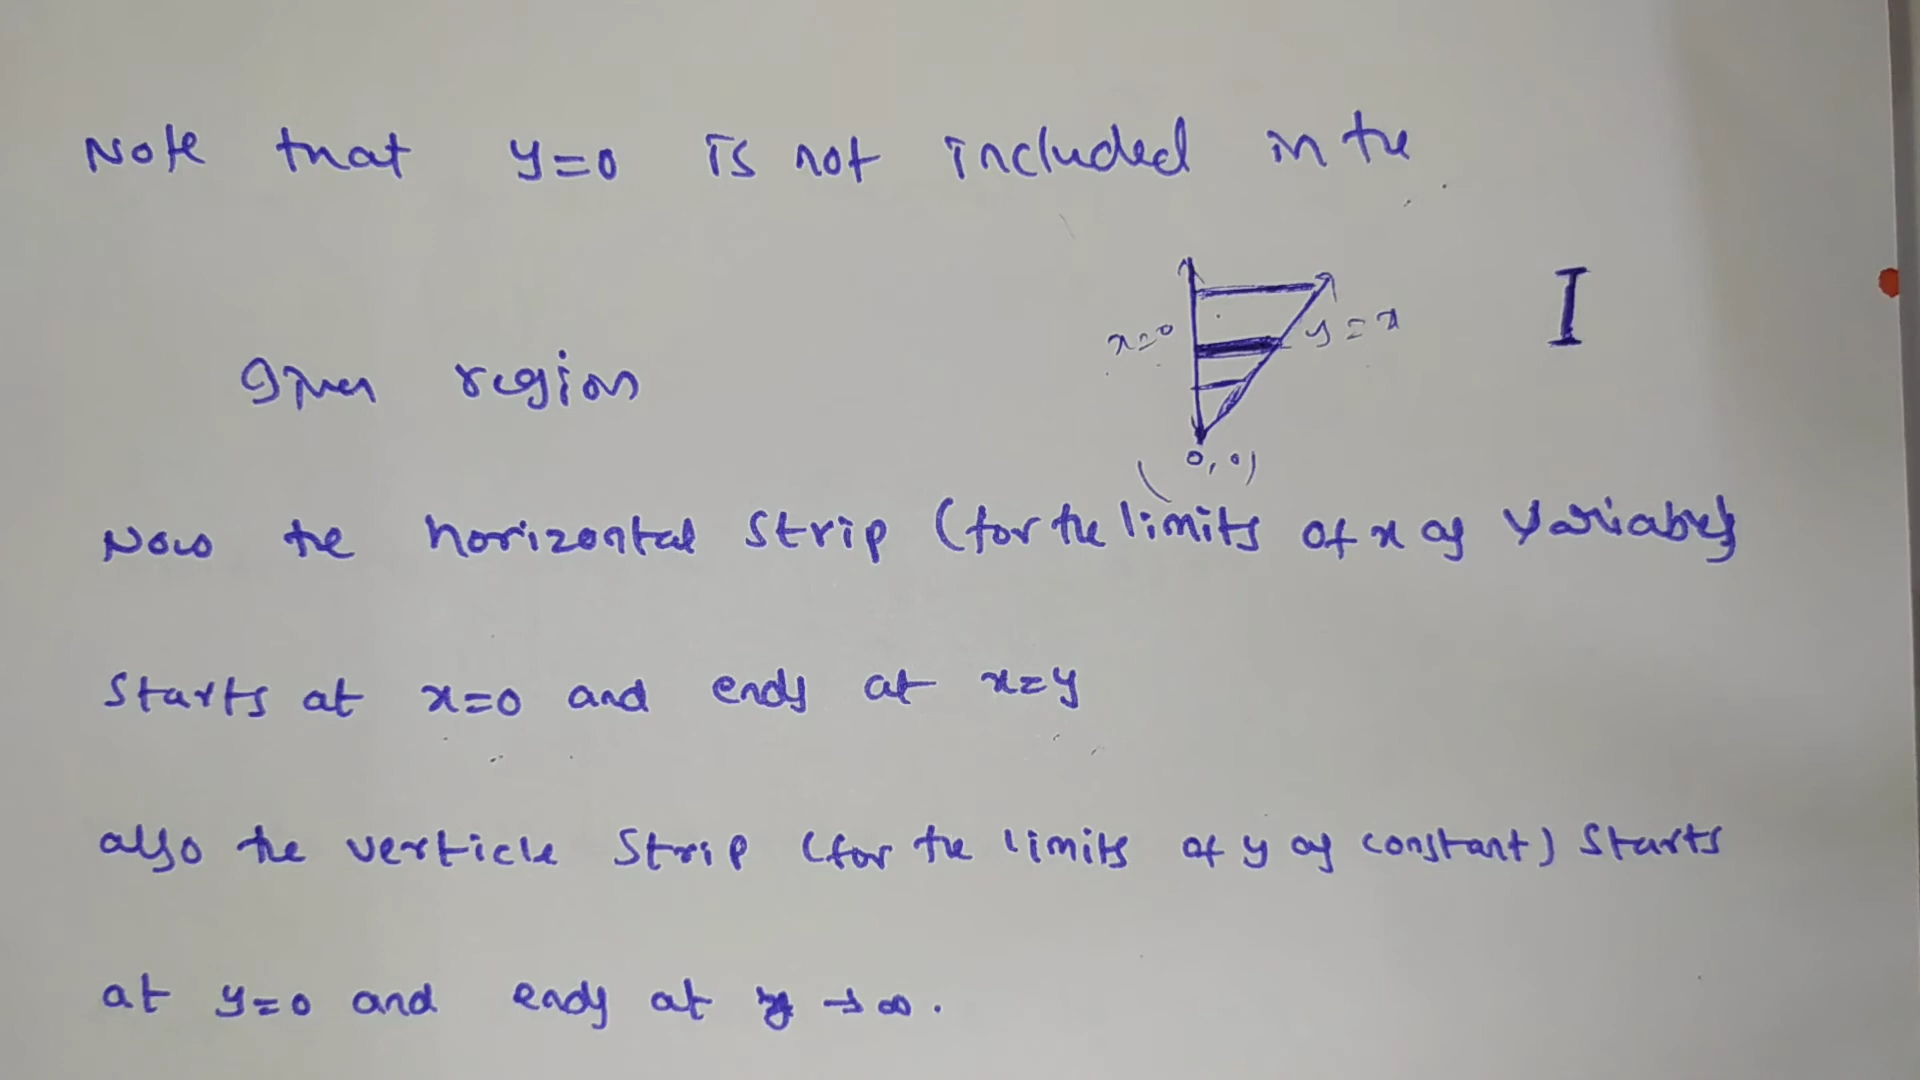 Note that y=0 is not included in the
x=0
y=x
I
Given region
(0,0)
Now the horizontal strip (for the limits of x as variable)
starts at x=0 and ends at x=y
also the verticle strip (for the limits of y as constant) starts
at y=0 and ends at y → ∞.